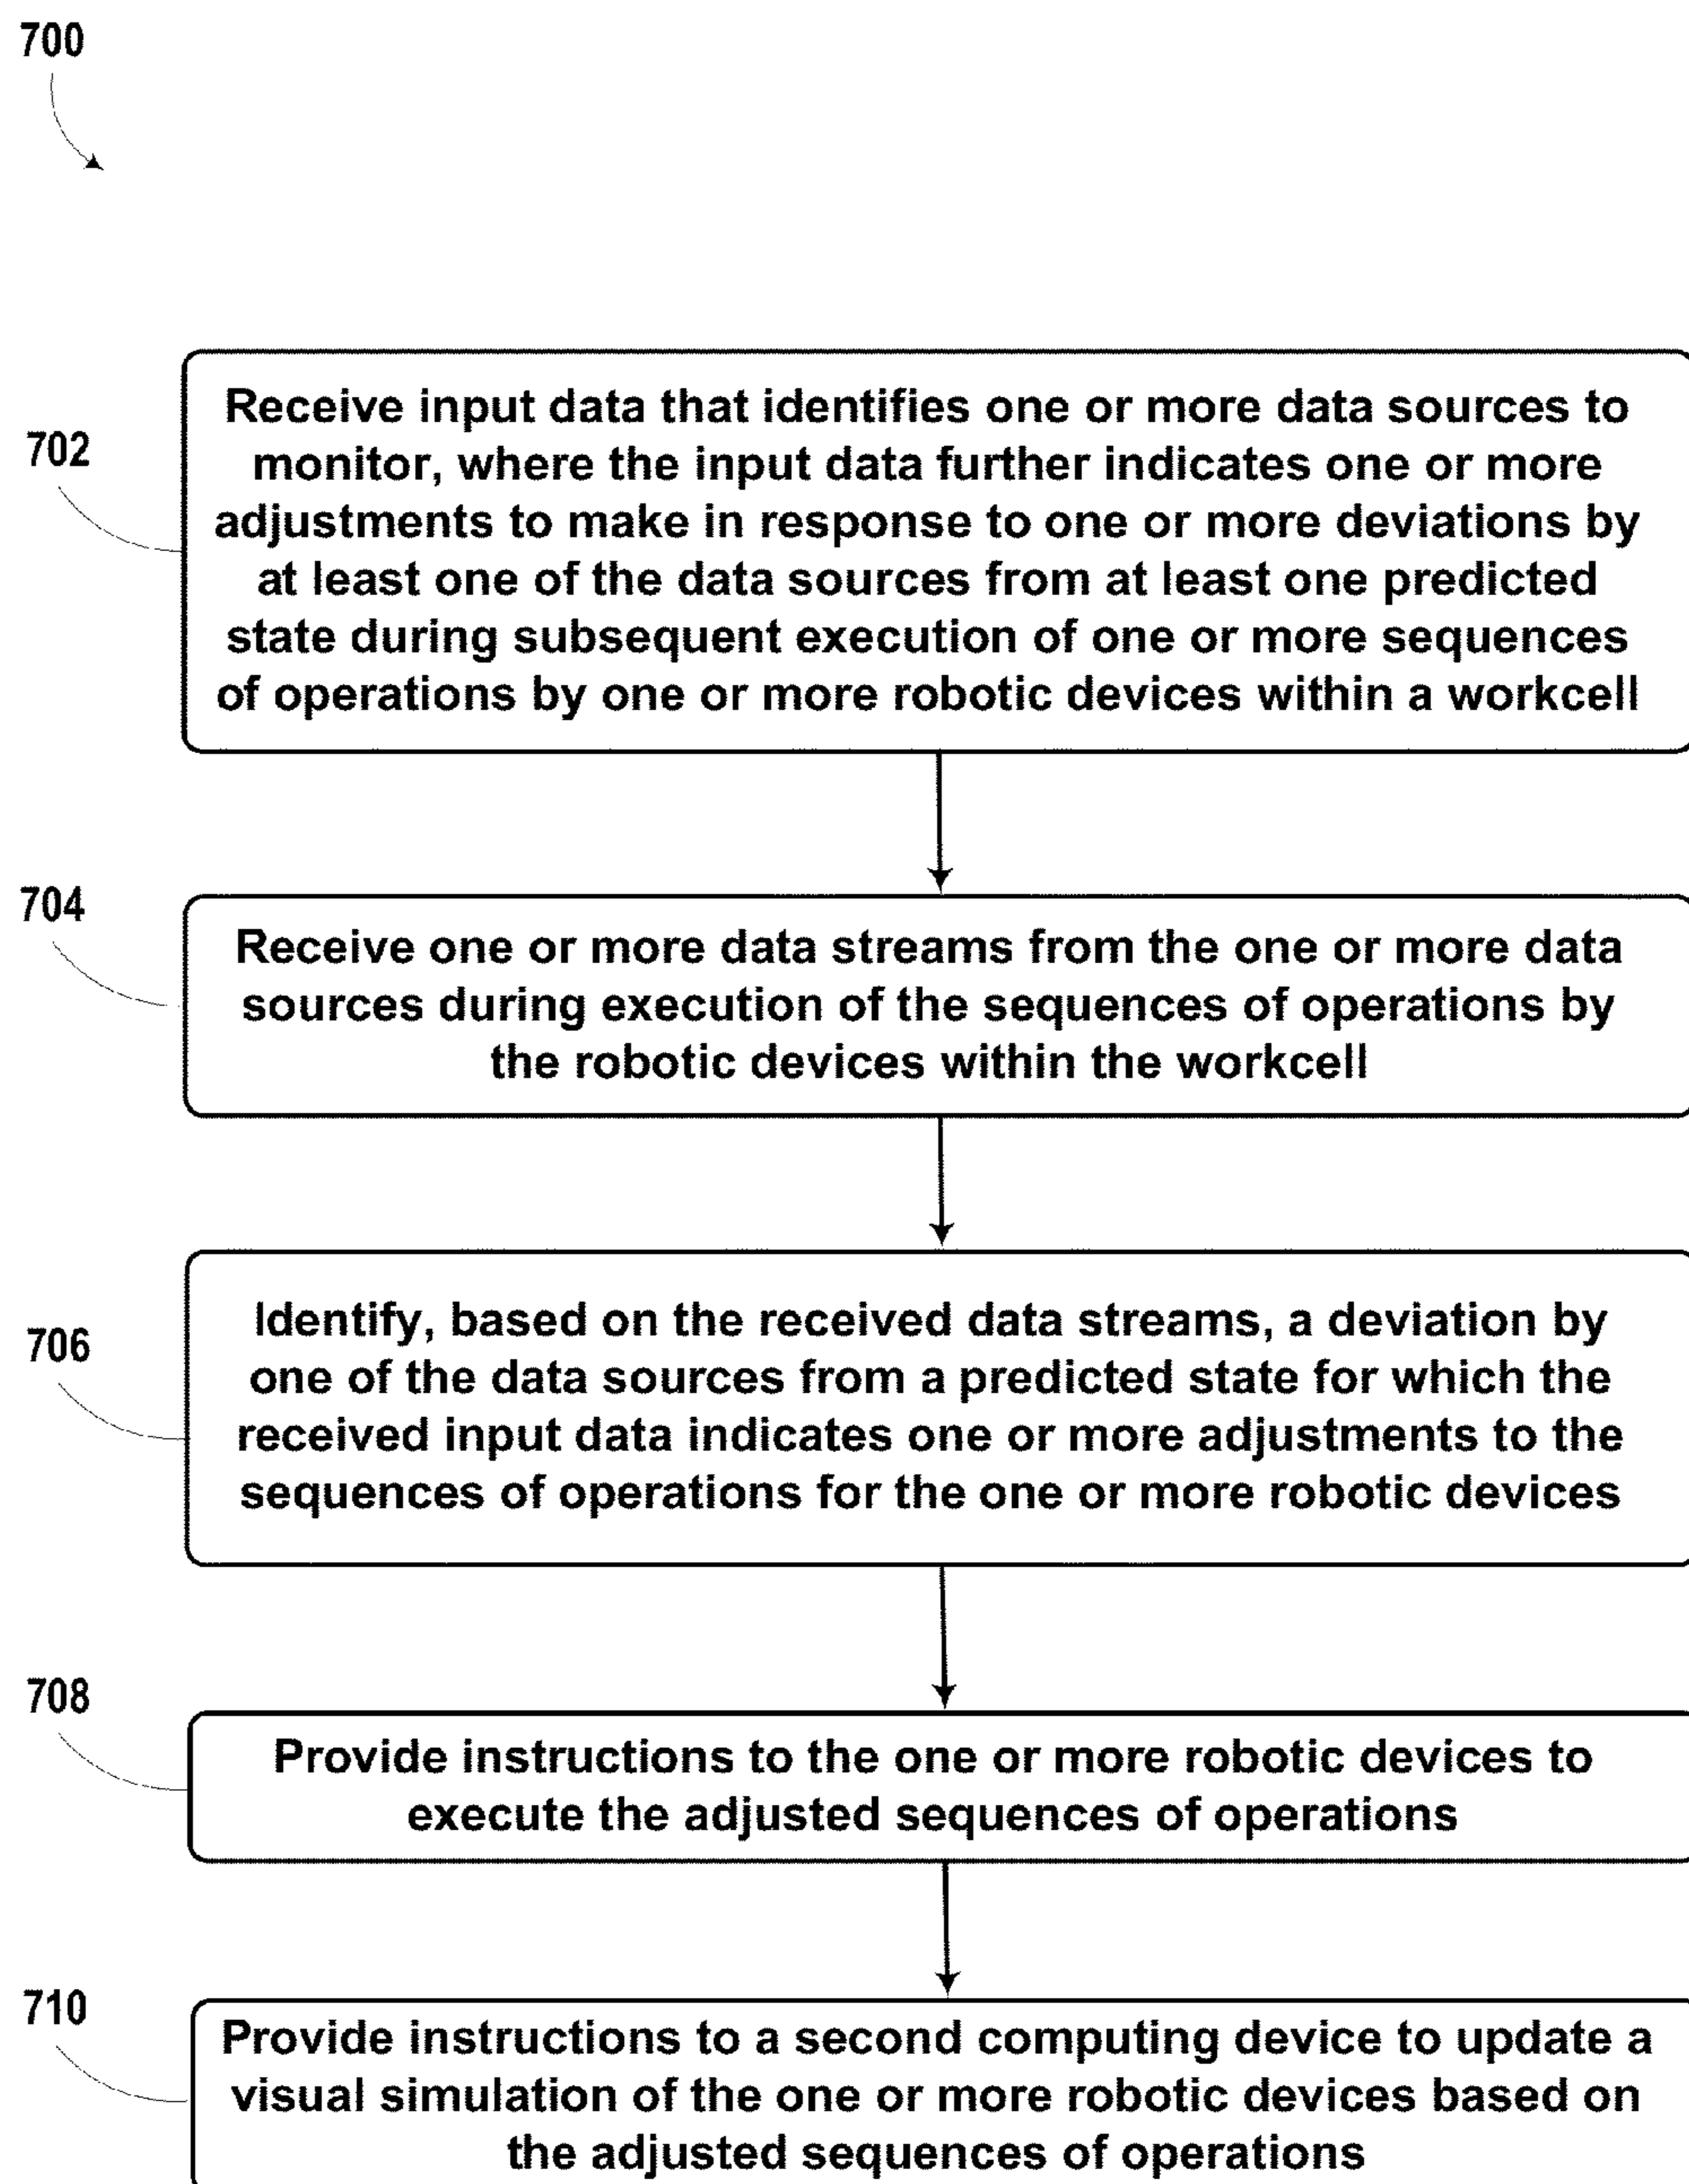 700
702
Receive input data that identifies one or more data sources to
monitor, where the input data further indicates one or more
adjustments to make in response to one or more deviations by
at least one of the data sources from at least one predicted
state during subsequent execution of one or more sequences
of operations by one or more robotic devices within a workcell
704
Receive one or more data streams from the one or more data
sources during execution of the sequences of operations by
the robotic devices within the workcell
706
Identify, based on the received data streams, a deviation by
one of the data sources from a predicted state for which the
received input data indicates one or more adjustments to the
sequences of operations for the one or more robotic devices
708
Provide instructions to the one or more robotic devices to
execute the adjusted sequences of operations
710
Provide instructions to a second computing device to update a
visual simulation of the one or more robotic devices based on
the adjusted sequences of operations